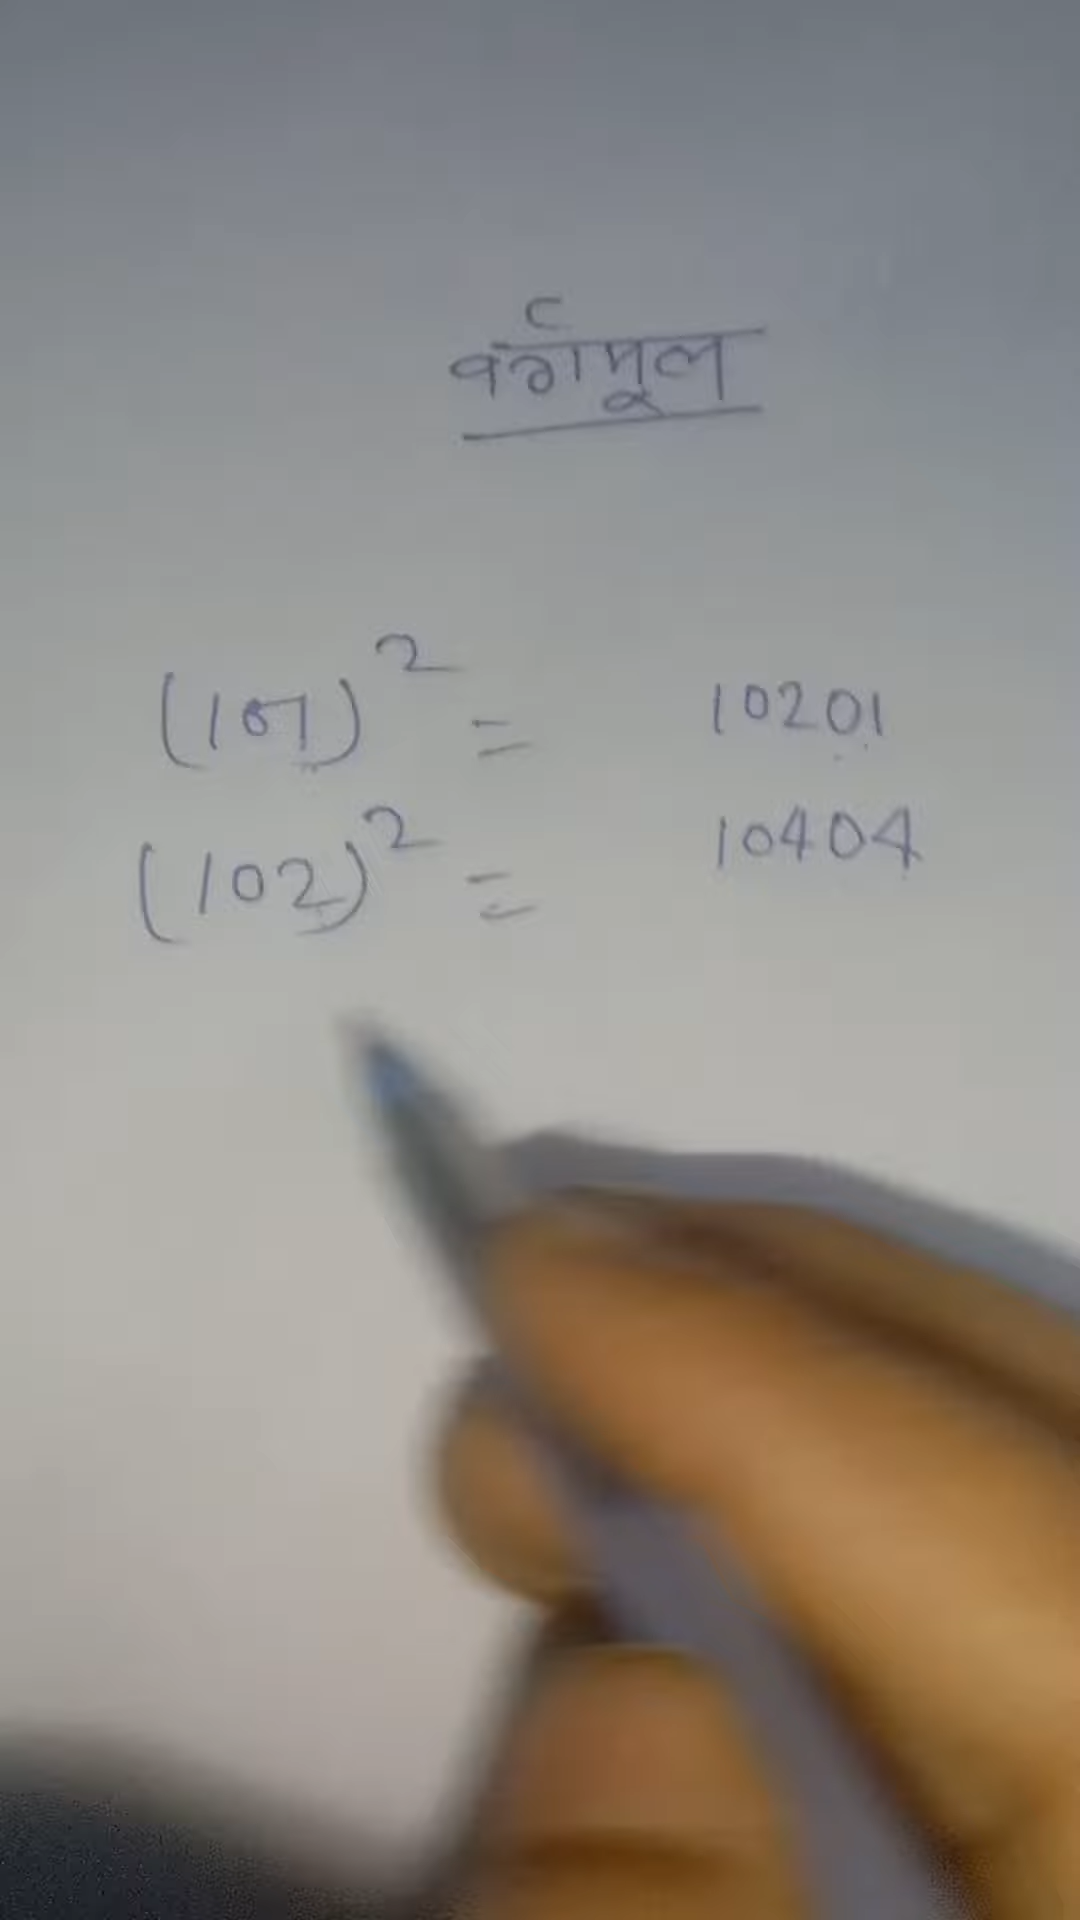 वर्गमूल
(101)² = 10201
(102)² = 10404